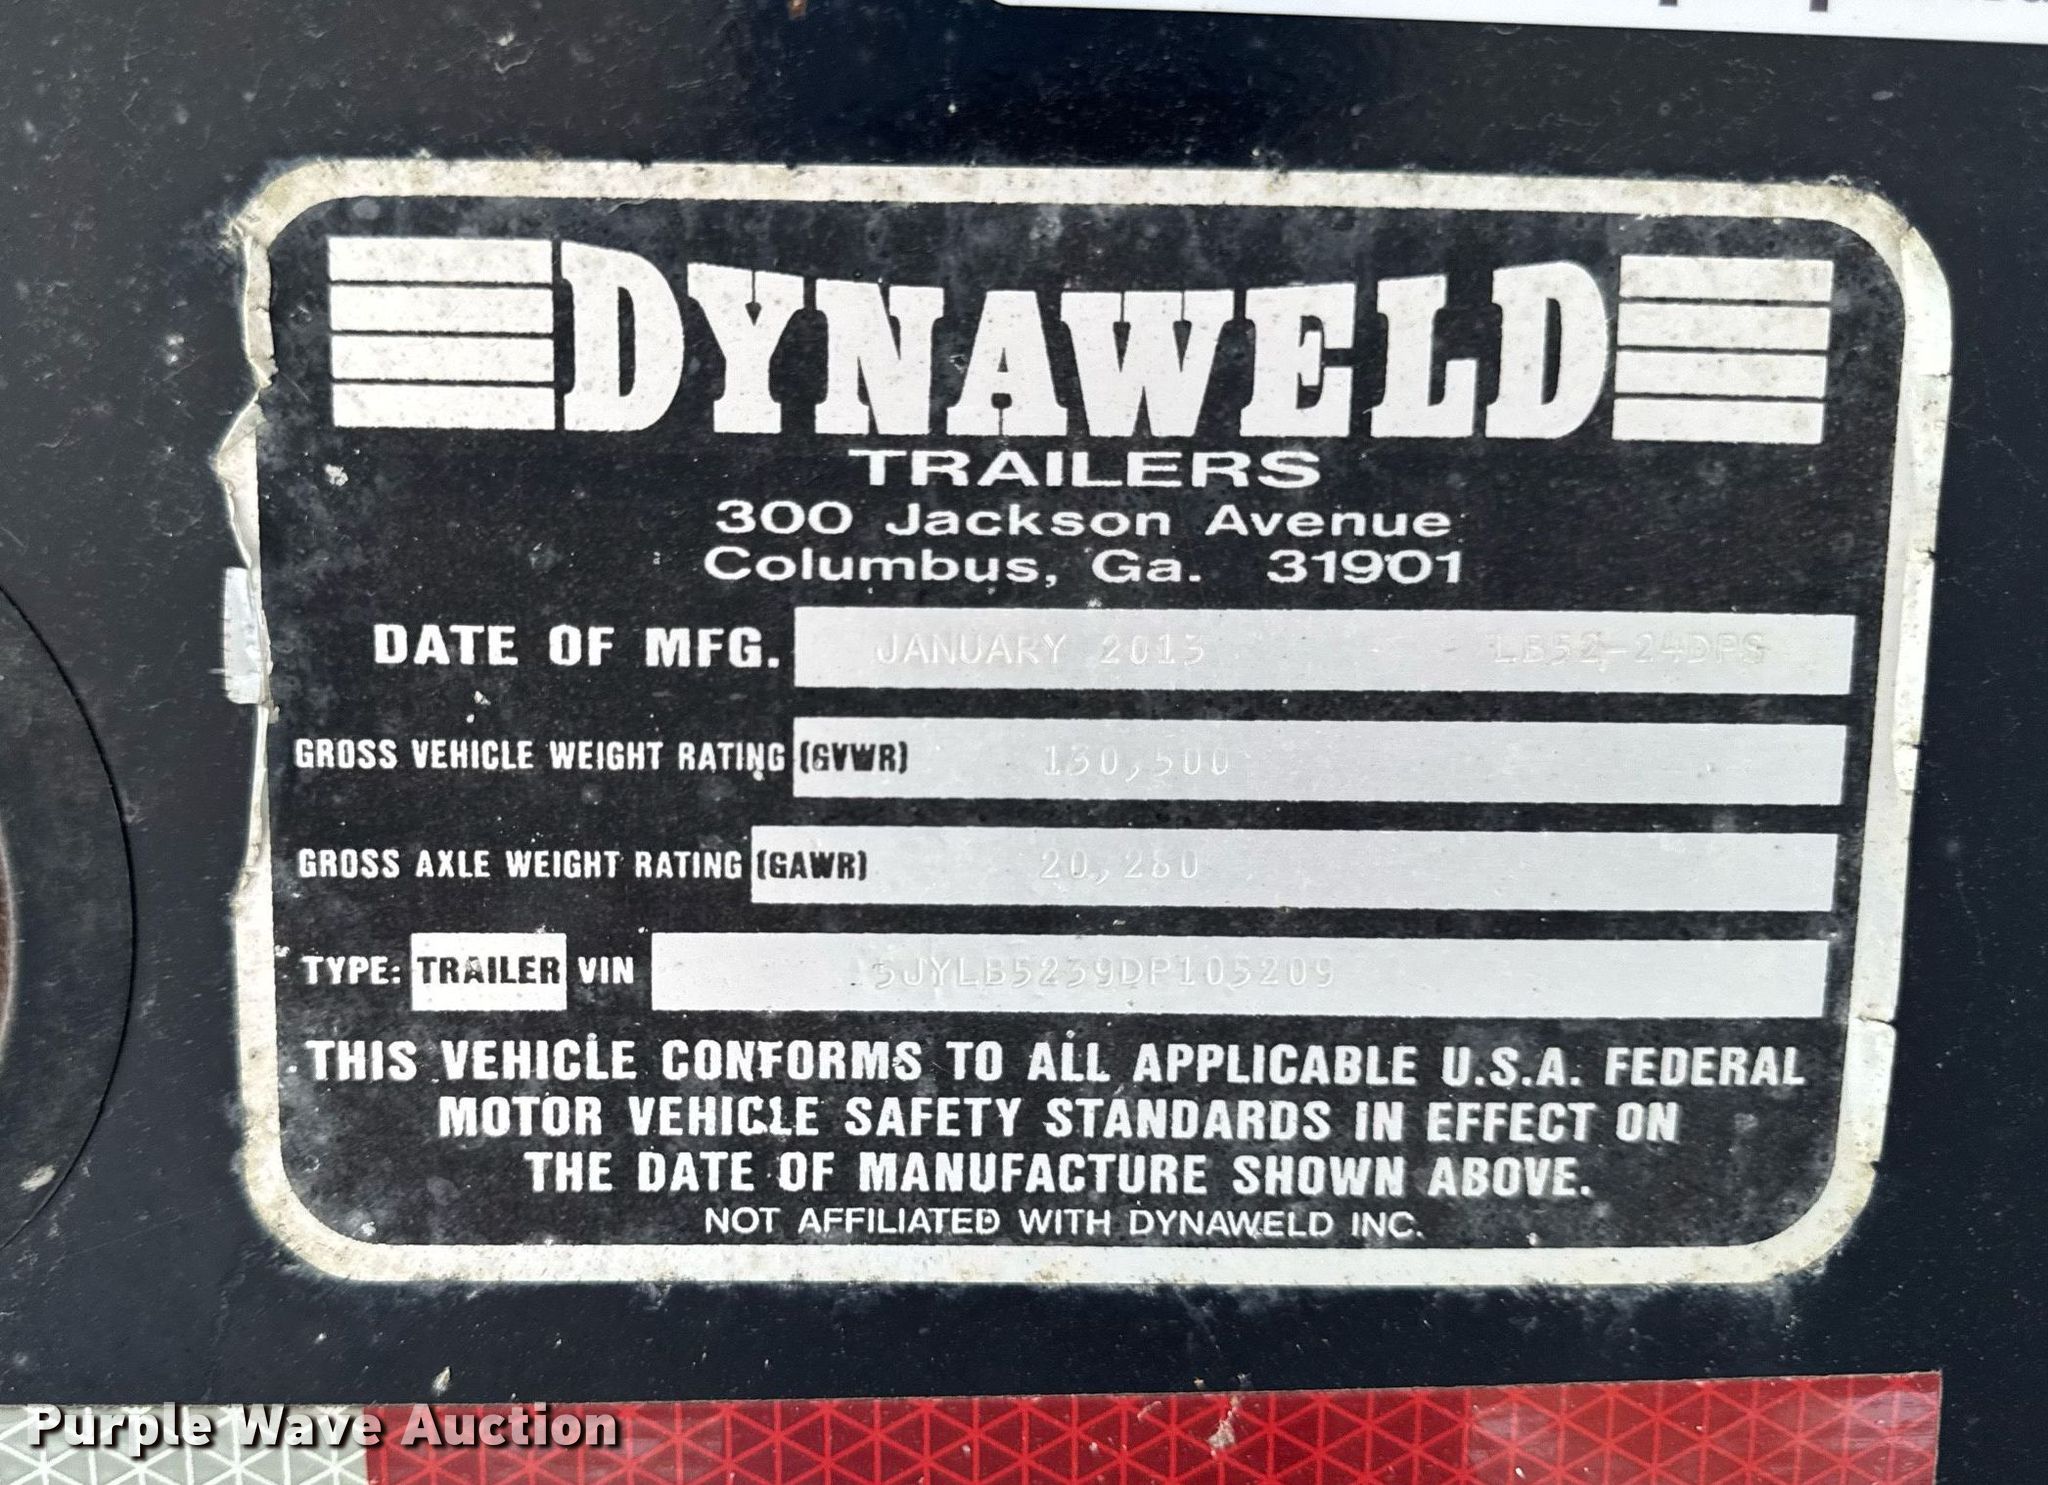 DYNAWELD
TRAILERS
300 Jackson Avenue
Columbus, Ga. 31901
DATE OF MFG. JANUARY 2013 LB52-24DPS
GROSS VEHICLE WEIGHT RATING (GVWR) 130,500
GROSS AXLE WEIGHT RATING (GAWR) 20,280
TYPE: TRAILER VIN 5JYLB5239DP105209
THIS VEHICLE CONFORMS TO ALL APPLICABLE U.S.A. FEDERAL
MOTOR VEHICLE SAFETY STANDARDS IN EFFECT ON
THE DATE OF MANUFACTURE SHOWN ABOVE.
NOT AFFILIATED WITH DYNAWELD INC.
Purple Wave Auction